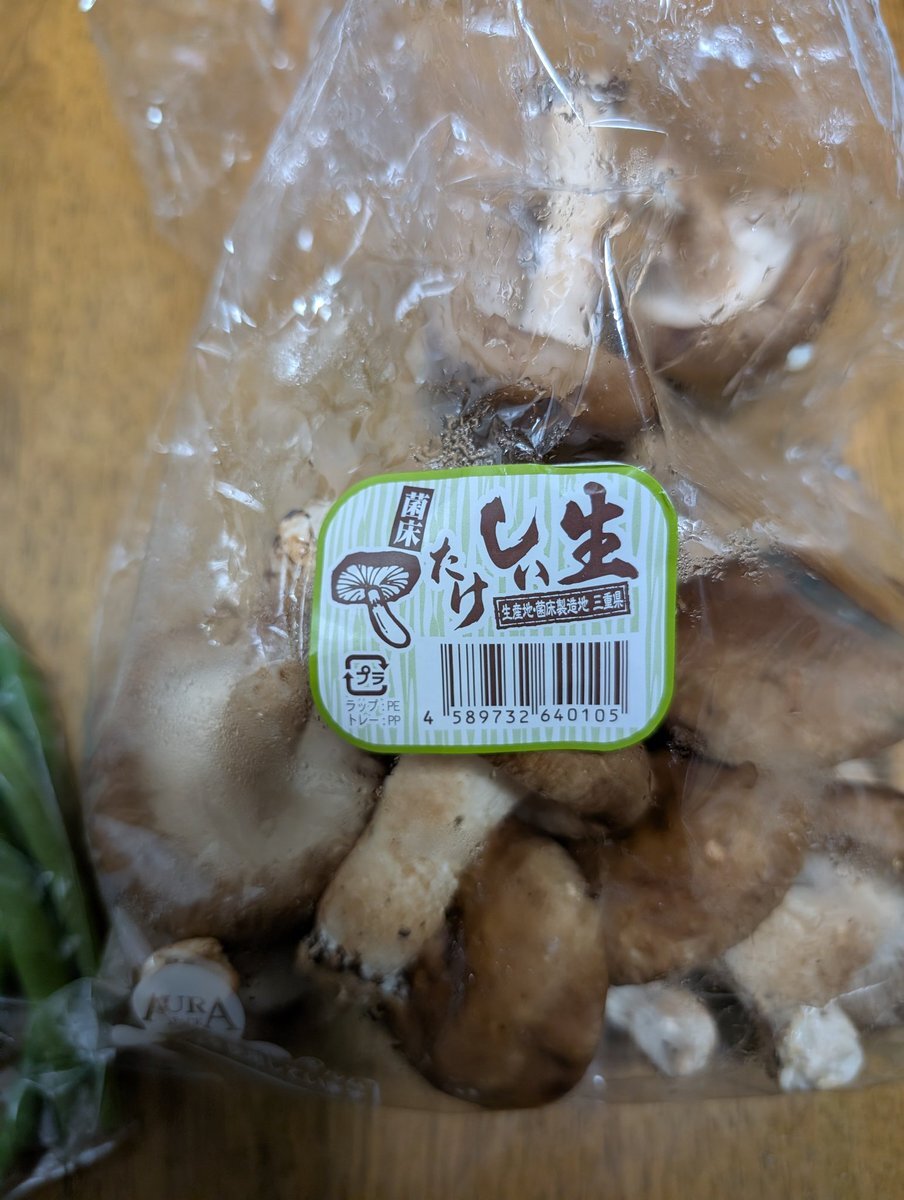 菌床
生しいたけ
生産地・菌床製造地 三重県
プラ
ラップ:PE
トレー:PP
4 589732 640105
AURA